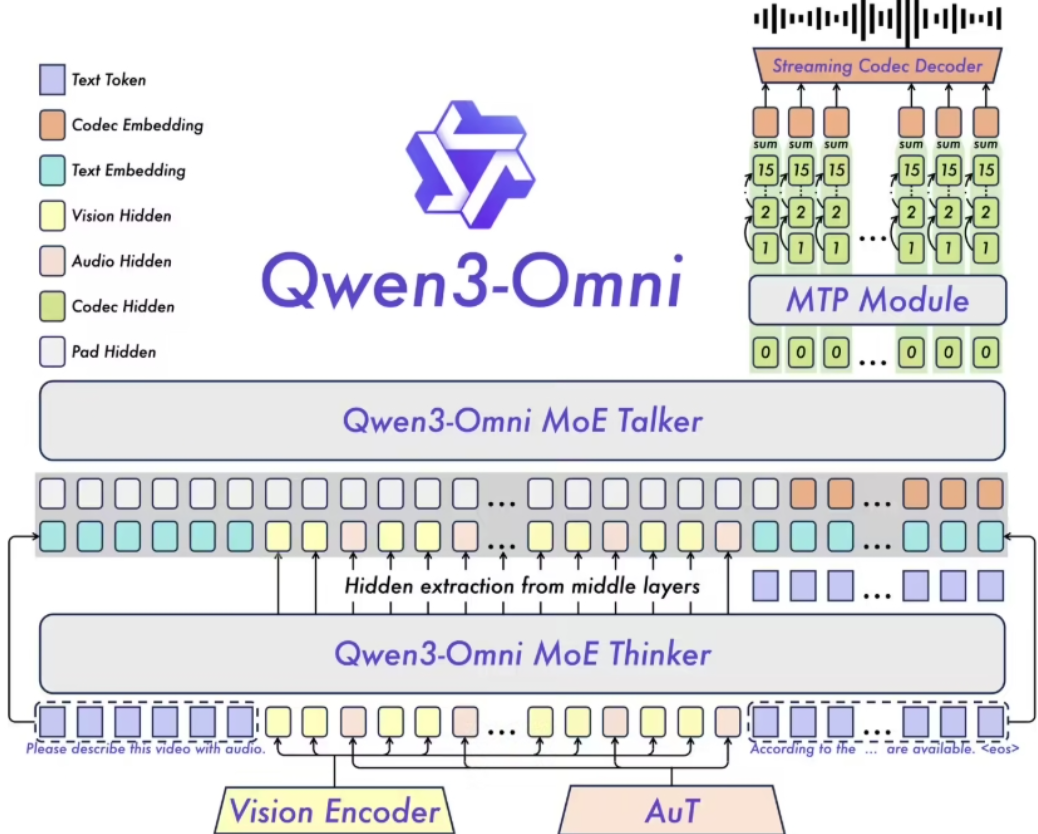 Text Token
Codec Embedding
Text Embedding
Vision Hidden
Audio Hidden
Codec Hidden
Pad Hidden
Qwen3-Omni
Streaming Codec Decoder
sum sum sum sum sum sum
15 15 15 15 15 15
2 2 2 ... 2 2 2
1 1 1 1 1 1
MTP Module
0 0 0 ... 0 0 0
Qwen3-Omni MoE Talker
... ...
... ...
Hidden extraction from middle layers
...
Qwen3-Omni MoE Thinker
... ...
Please describe this video with audio.
According to the ... are available. <eos>
Vision Encoder
AuT